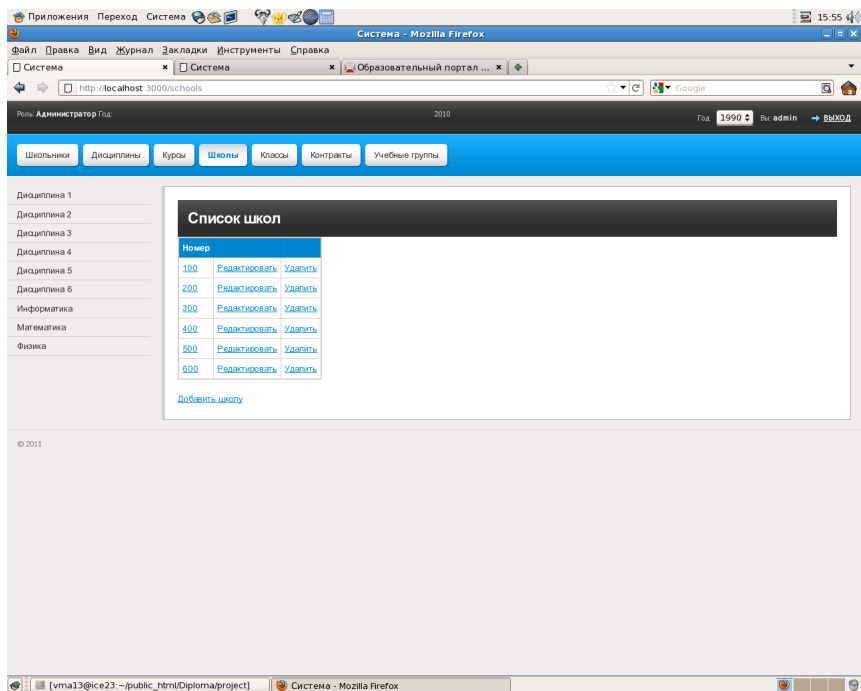 Приложения Переход Система 15:55
Система - Mozilla Firefox
Файл Правка Вид Журнал Закладки Инструменты Справка
Система Система Образовательный портал ...
http://localhost:3000/schools Google
Роль: Администратор Год: 2010 Год 1990 Вы: admin ВЫХОД
Школьники Дисциплины Курсы Школы Классы Контракты Учебные группы
Дисциплина 1
Дисциплина 2
Дисциплина 3
Дисциплина 4
Дисциплина 5
Дисциплина 6
Информатика
Математика
Физика
Список школ
Номер
100 Редактировать Удалить
200 Редактировать Удалить
300 Редактировать Удалить
400 Редактировать Удалить
500 Редактировать Удалить
600 Редактировать Удалить
Добавить школу
© 2011
[vma13@ice23:~/public_html/Diploma/project] Система - Mozilla Firefox